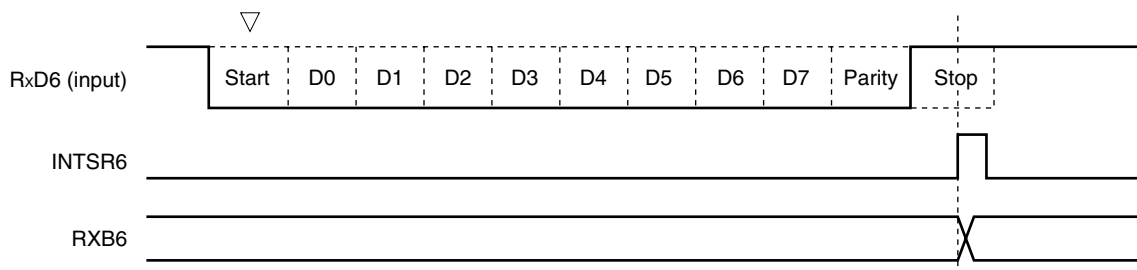 RxD6 (input) Start D0 D1 D2 D3 D4 D5 D6 D7 Parity Stop
INTSR6
RXB6